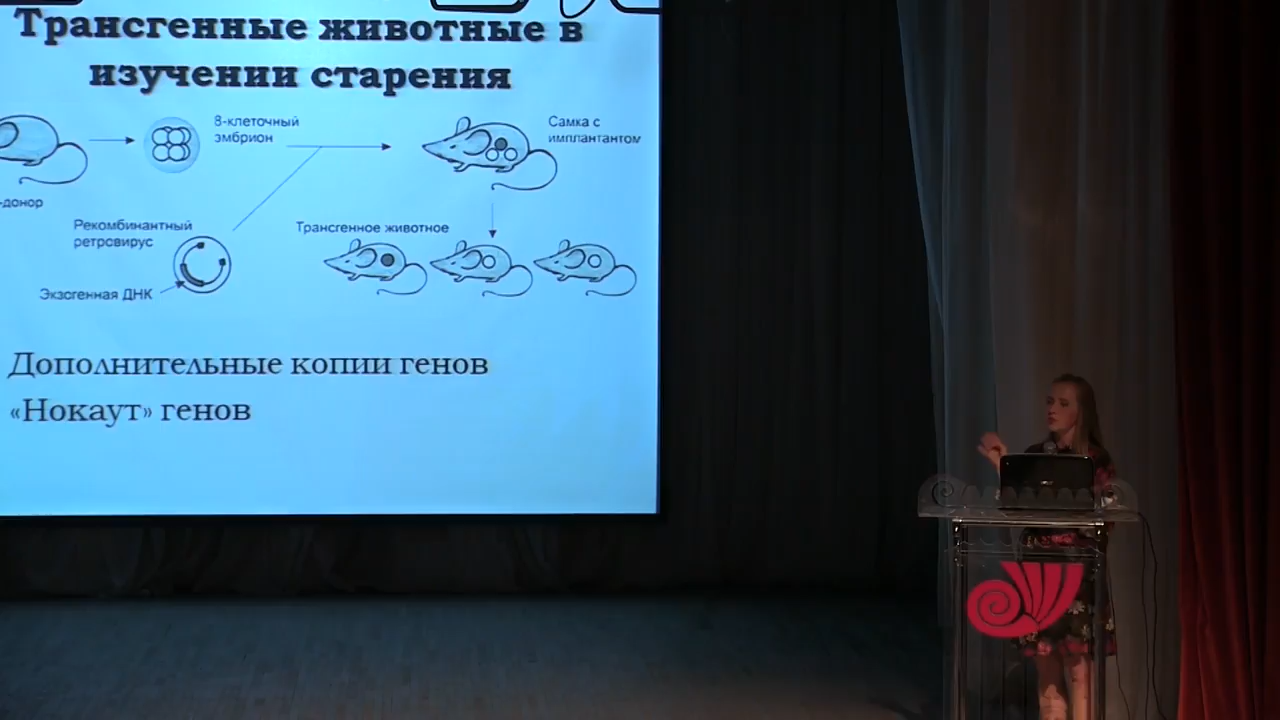 Трансгенные животные в
изучении старения
8-клеточный
эмбрион
Самка с
имплантантом
-донор
Рекомбинантный
ретровирус
Трансгенное животное
Экзогенная ДНК
Дополнительные копии генов
«Нокаут» генов